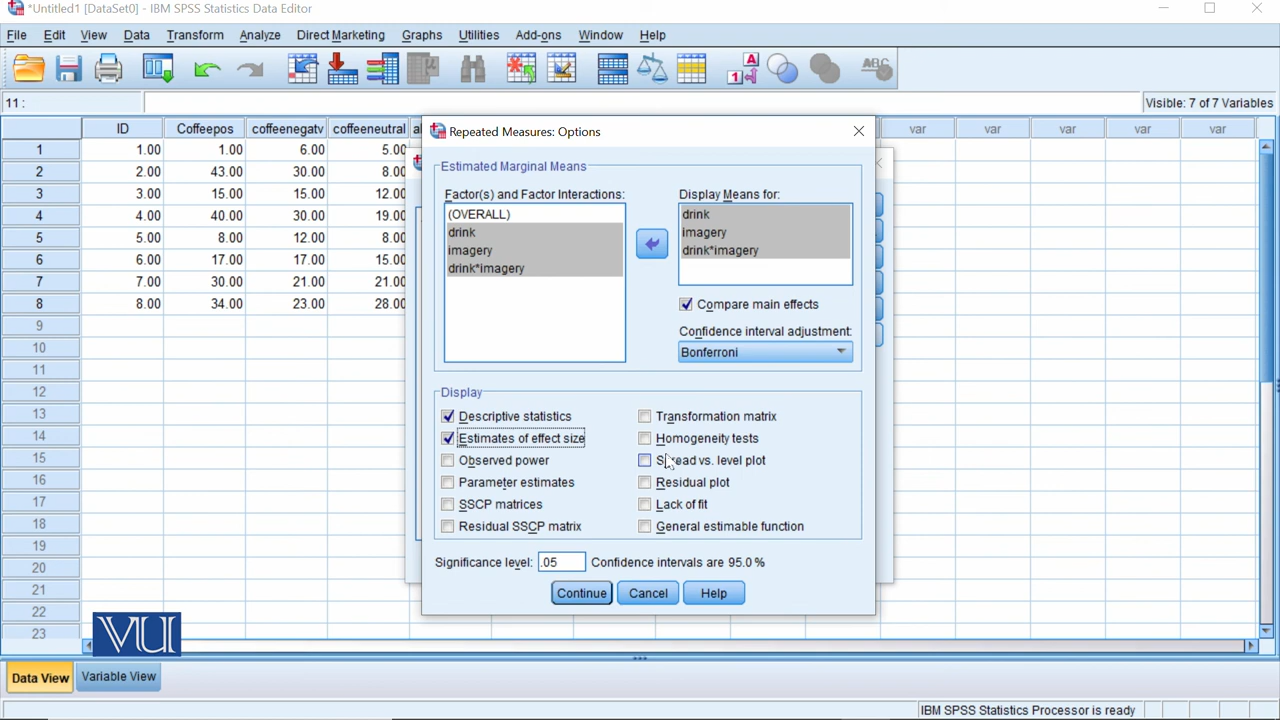 *Untitled1 [DataSet0] - IBM SPSS Statistics Data Editor
File Edit View Data Transform Analyze Direct Marketing Graphs Utilities Add-ons Window Help
11 : Visible: 7 of 7 Variables
ID Coffeepos coffeenegatv coffeeneutral var var var var var
1 1.00 1.00 6.00 5.00
2 2.00 43.00 30.00 8.00
3 3.00 15.00 15.00 12.00
4 4.00 40.00 30.00 19.00
5 5.00 8.00 12.00 8.00
6 6.00 17.00 17.00 15.00
7 7.00 30.00 21.00 21.00
8 8.00 34.00 23.00 28.00
9
10
11
12
13
14
15
16
17
18
19
20
21
22
23
Repeated Measures: Options
Estimated Marginal Means
Factor(s) and Factor Interactions: Display Means for:
(OVERALL) drink
drink imagery
imagery drink*imagery
drink*imagery
Compare main effects
Confidence interval adjustment:
Bonferroni
Display
Descriptive statistics Transformation matrix
Estimates of effect size Homogeneity tests
Observed power Spread vs. level plot
Parameter estimates Residual plot
SSCP matrices Lack of fit
Residual SSCP matrix General estimable function
Significance level: .05 Confidence intervals are 95.0 %
Continue Cancel Help
VU
Data View Variable View
IBM SPSS Statistics Processor is ready